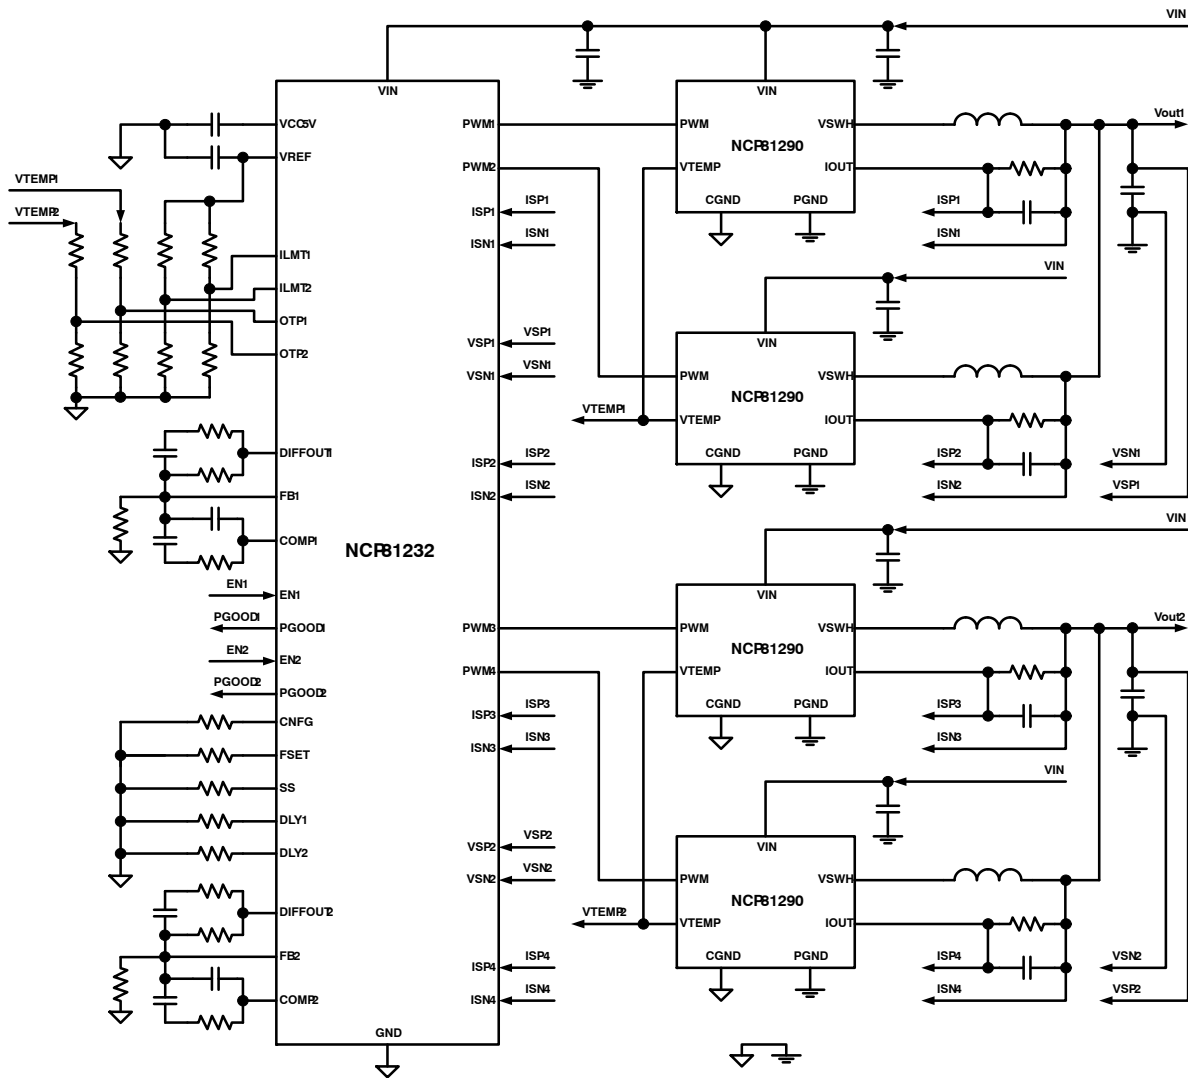 VIN
VIN
VIN
VCC5V
PWM1
PWM
VSWH
Vout1
NCP81290
VREF
PWM2
VTEMP
IOUT
VTEMP1
CGND
PGND
ISP1
ISP1
ISP1
VTEMP2
ISN1
ISN1
ISN1
ILMT1
VIN
ILMT2
OTP1
VSP1
VSP1
VIN
OTP2
VSN1
VSN1
PWM
VSWH
NCP81290
VTEMP1
VTEMP
IOUT
DIFFOUT1
CGND
PGND
ISP2
ISP2
ISP2
VSN1
FB1
ISN2
ISN2
ISN2
VSP1
VIN
COMP1
NCP81232
EN1
EN1
VIN
PGOOD1
PGOOD1
PWM3
PWM
VSWH
Vout2
NCP81290
EN2
EN2
PWM4
VTEMP
IOUT
PGOOD2
PGOOD2
CGND
PGND
CNFG
ISP3
ISP3
ISP3
FSET
ISN3
ISN3
ISN3
VIN
SS
DLY1
VSP2
VSP2
VIN
DLY2
VSN2
VSN2
PWM
VSWH
NCP81290
DIFFOUT2
VTEMP2
VTEMP
IOUT
FB2
CGND
PGND
ISP4
ISP4
ISP4
VSN2
COMP2
ISN4
ISN4
ISN4
VSP2
GND